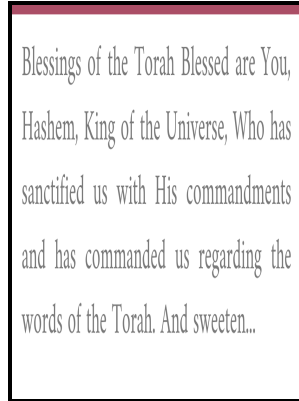 Blessings of the Torah Blessed are You,
Hashem, King of the Universe, Who has
sanctified us with His commandments
and has commanded us regarding the
words of the Torah. And sweeten...